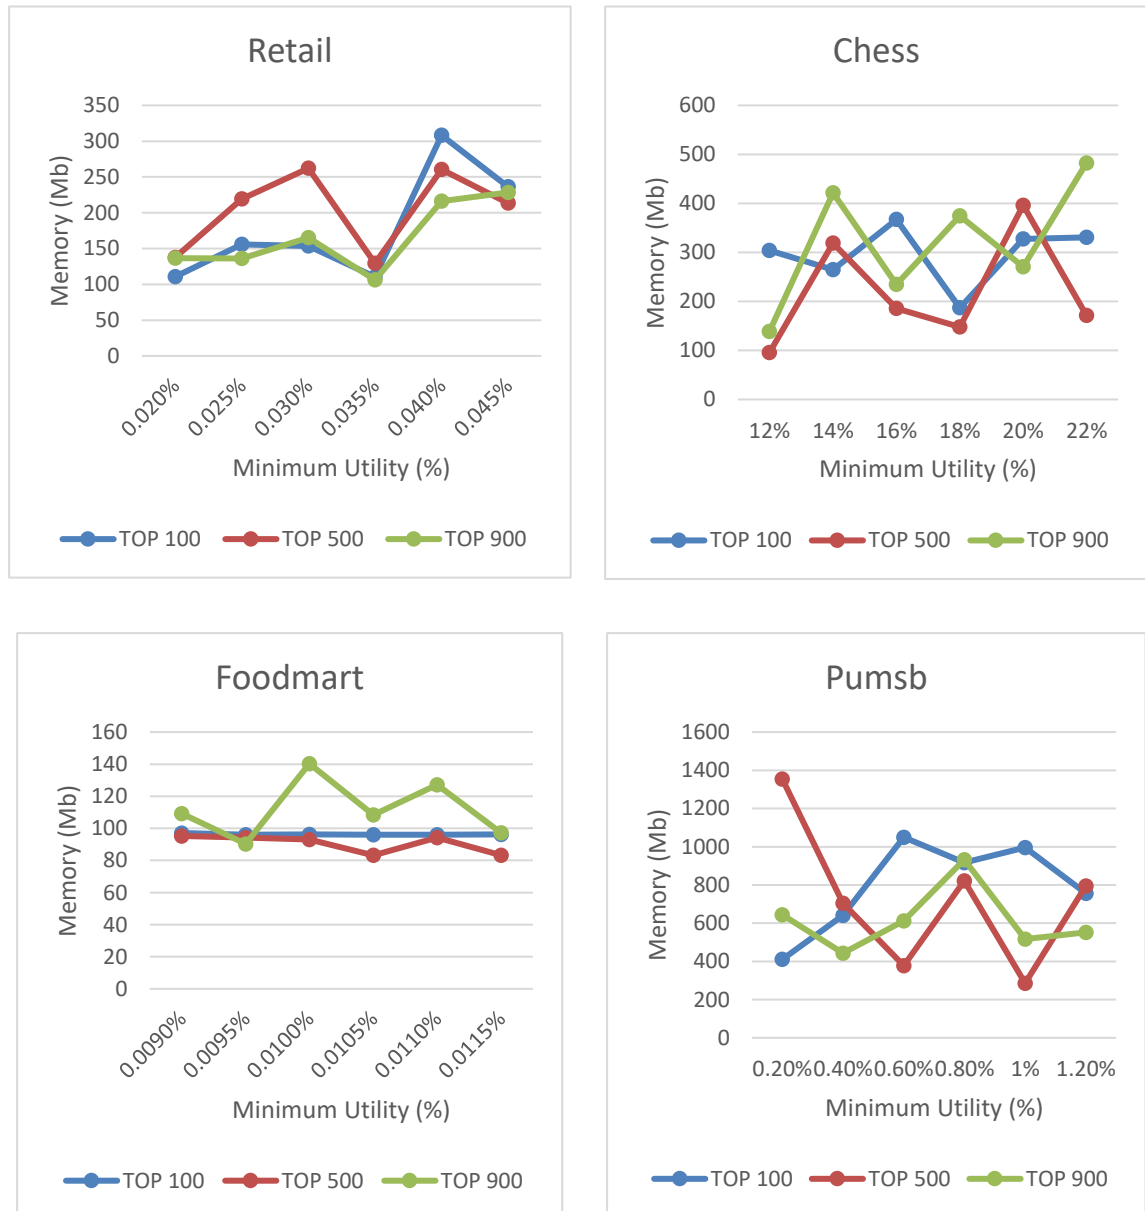 Retail
350
300
250
200
150
100
50
0
Memory (Mb)
0.020% 0.025% 0.030% 0.035% 0.040% 0.045%
Minimum Utility (%)
TOP 100 TOP 500 TOP 900
Chess
600
500
400
300
200
100
0
Memory (Mb)
12% 14% 16% 18% 20% 22%
Minimum Utility (%)
TOP 100 TOP 500 TOP 900
Foodmart
160
140
120
100
80
60
40
20
0
Memory (Mb)
0.0090% 0.0095% 0.0100% 0.0105% 0.0110% 0.0115%
Minimum Utility (%)
TOP 100 TOP 500 TOP 900
Pumsb
1600
1400
1200
1000
800
600
400
200
0
Memory (Mb)
0.20% 0.40% 0.60% 0.80% 1% 1.20%
Minimum Utility (%)
TOP 100 TOP 500 TOP 900